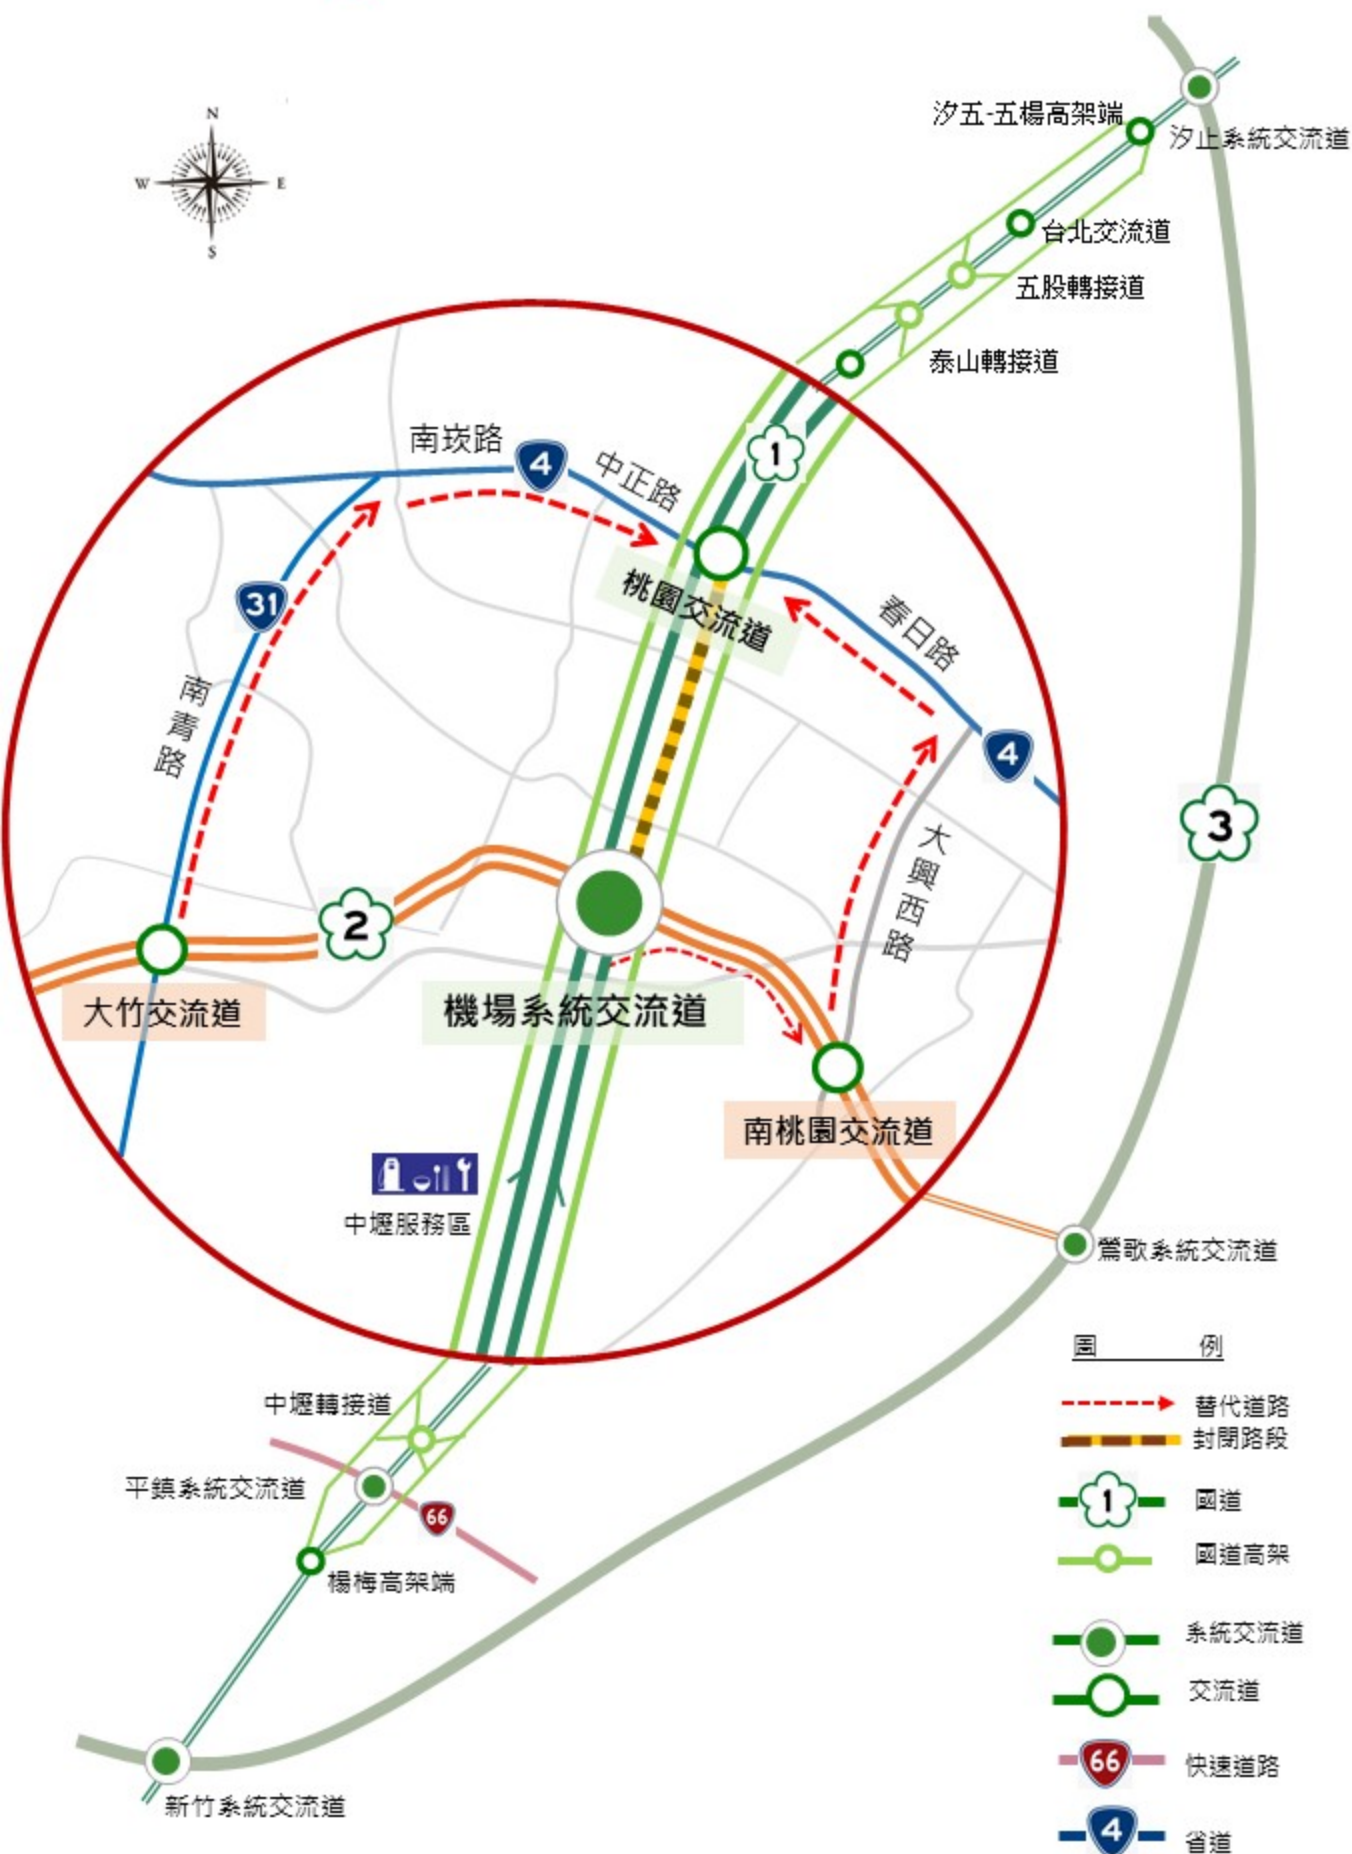 N
W
E
S
汐五-五楊高架端
汐止系統交流道
台北交流道
五股轉接道
泰山轉接道
南崁路
4
中正路
1
桃園交流道
31
春日路
南青路
4
3
大興西路
2
大竹交流道
機場系統交流道
南桃園交流道
中壢服務區
鶯歌系統交流道
圖 例
替代道路
封閉路段
1
國道
國道高架
系統交流道
交流道
66
快速道路
4
省道
中壢轉接道
平鎮系統交流道
66
楊梅高架端
新竹系統交流道